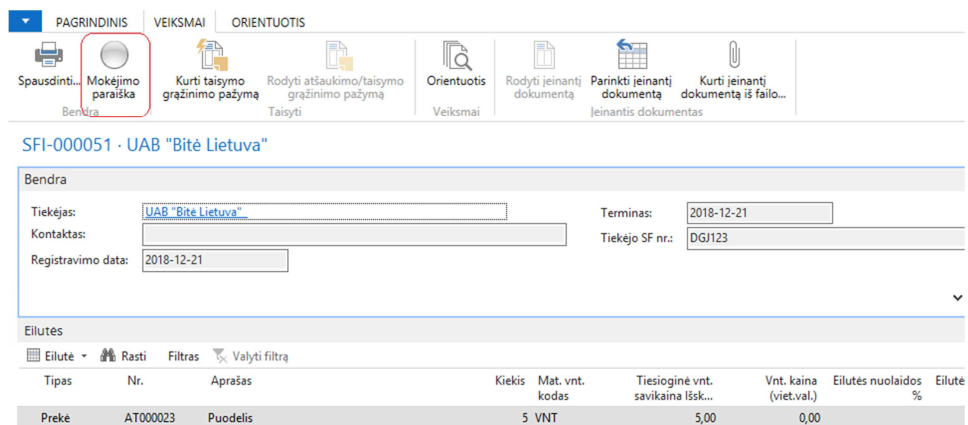 PAGRINDINIS VEIKSMAI ORIENTUOTIS
Spausdinti... Mokėjimo paraiška Kurti taisymo grąžinimo pažymą Rodyti atšaukimo/taisymo grąžinimo pažymą Orientuotis Rodyti įeinantį dokumentą Parinkti įeinantį dokumentą Kurti įeinantį dokumentą iš failo...
Bendra Taisyti Veiksmai Įeinantis dokumentas
SFI-000051 · UAB "Bitė Lietuva"
Bendra
Tiekėjas: UAB "Bitė Lietuva" Terminas: 2018-12-21
Kontaktas: Tiekėjo SF nr.: DGJ123
Registravimo data: 2018-12-21
Eilutės
Eilutė Rasti Filtras Valyti filtrą
Tipas Nr. Aprašas Kiekis Mat. vnt. kodas Tiesioginė vnt. savikaina Išsk... Vnt. kaina (viet.val.) Eilutės nuolaidos % Eilutė
Prekė AT000023 Puodelis 5 VNT 5,00 0,00